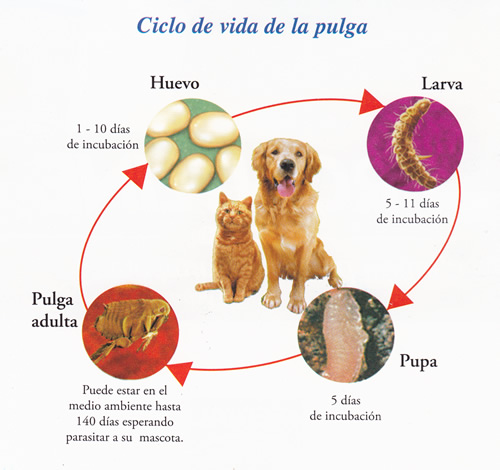 Ciclo de vida de la pulga
Huevo
1 - 10 días
de incubación
Larva
5 - 11 días
de incubación
Pupa
5 días
de incubación
Pulga
adulta
Puede estar en el
medio ambiente hasta
140 días esperando
parasitar a su mascota.